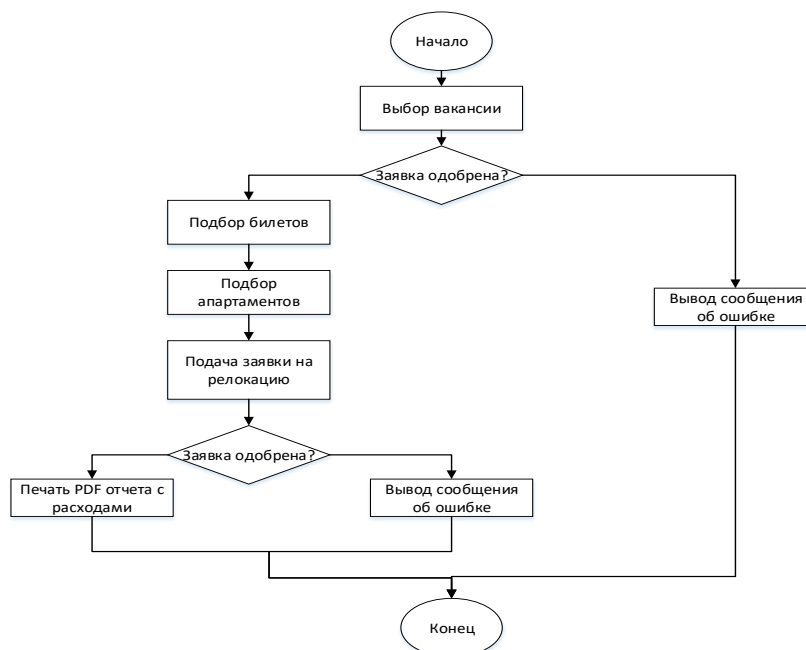 Начало
Выбор вакансии
Заявка одобрена?
Подбор билетов
Подбор
апартаментов
Вывод сообщения
об ошибке
Подача заявки на
релокацию
Заявка одобрена?
Печать PDF отчета с
расходами
Вывод сообщения
об ошибке
Конец